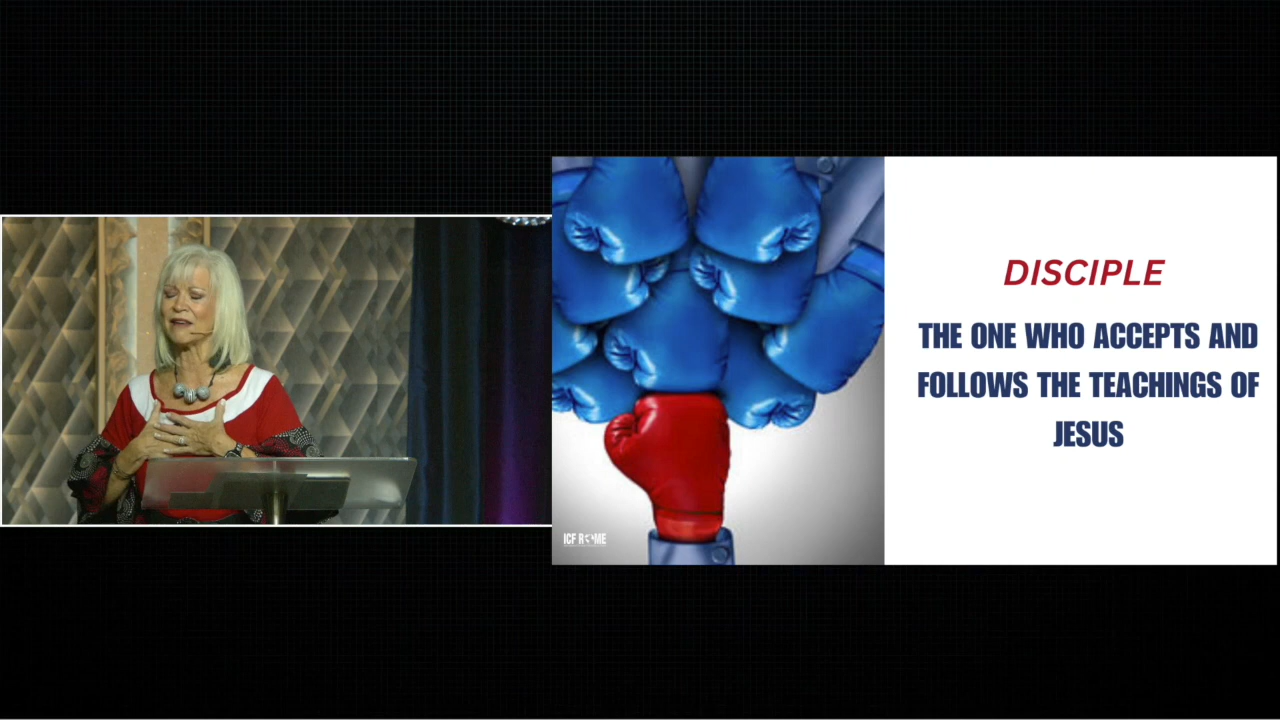 DISCIPLE
THE ONE WHO ACCEPTS AND
FOLLOWS THE TEACHINGS OF
JESUS
ICF ROME